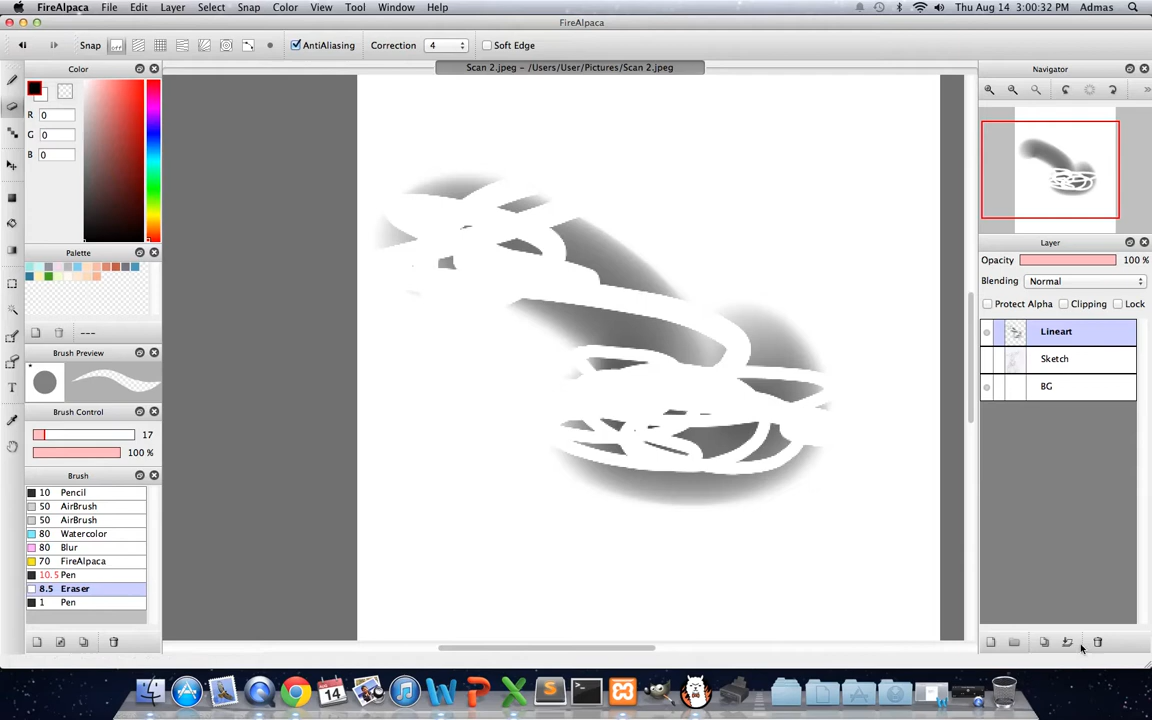 FireAlpaca File Edit Layer Select Snap Color View Tool Window Help Thu Aug 14 3:00:32 PM Admas
FireAlpaca
Snap off AntiAliasing Correction 4 Soft Edge
Scan 2.jpeg - /Users/User/Pictures/Scan 2.jpeg
Color
R 0
G 0
B 0
Palette
---
Brush Preview
Brush Control
17
100 %
Brush
10 Pencil
50 AirBrush
50 AirBrush
80 Watercolor
80 Blur
70 FireAlpaca
10.5 Pen
8.5 Eraser
1 Pen
Navigator
Layer
Opacity 100 %
Blending Normal
Protect Alpha Clipping Lock
Lineart
Sketch
BG
14